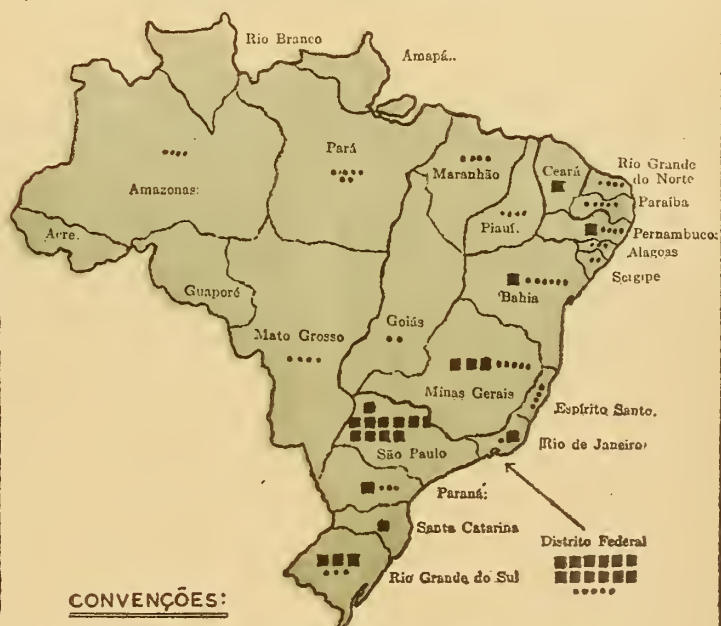 Rio Branco
Amapá..
Pará
Maranhão
Ceará
Rio Grande
do Norte
Amazonas:
Paraíba
Piauí.
Pernambuco:
Alagoas
Sergipe
Acre.
Guaporé
Bahia
Mato Grosso
Goiás
Minas Gerais
Espírito Santo.
Rio de Janeiro
São Paulo
Paraná:
Santa Catarina
Distrito Federal
Rio Grande do Sul
CONVENÇÕES: